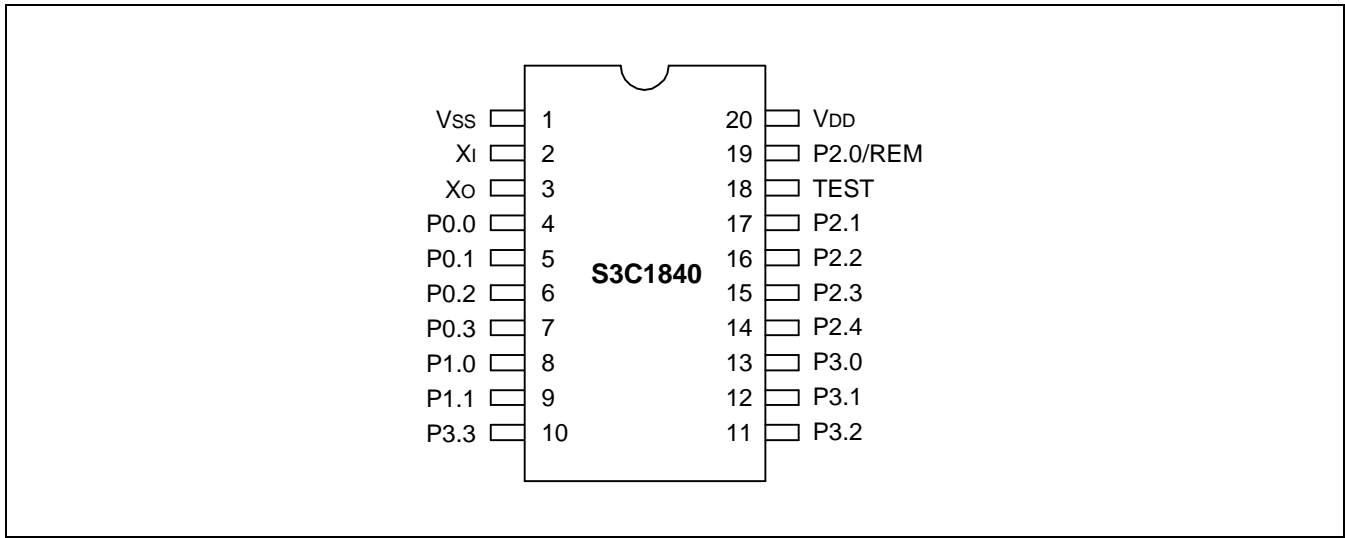 VSS 1 20 VDD
XI 2 19 P2.0/REM
XO 3 18 TEST
P0.0 4 17 P2.1
P0.1 5 16 P2.2
S3C1840
P0.2 6 15 P2.3
P0.3 7 14 P2.4
P1.0 8 13 P3.0
P1.1 9 12 P3.1
P3.3 10 11 P3.2